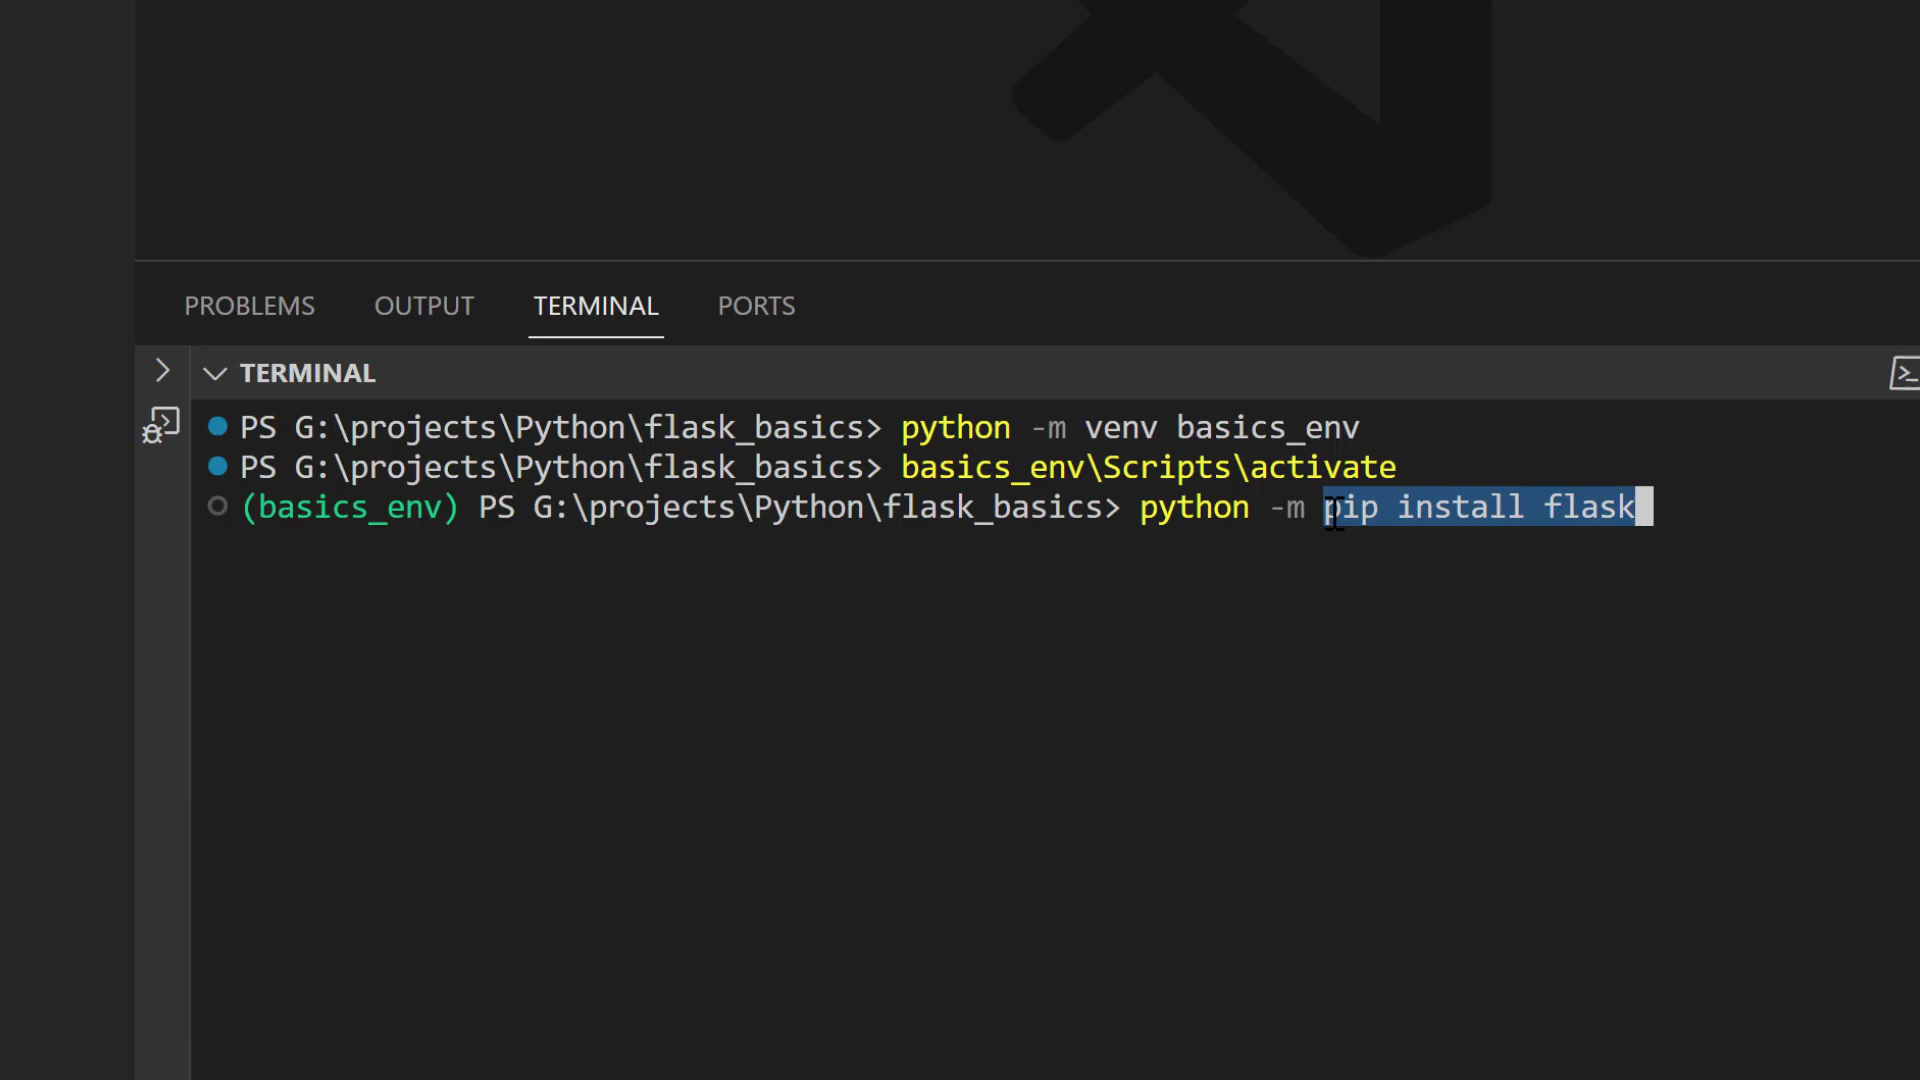 PROBLEMS OUTPUT TERMINAL PORTS
TERMINAL
PS G:\projects\Python\flask_basics> python -m venv basics_env
PS G:\projects\Python\flask_basics> basics_env\Scripts\activate
(basics_env) PS G:\projects\Python\flask_basics> python -m pip install flask